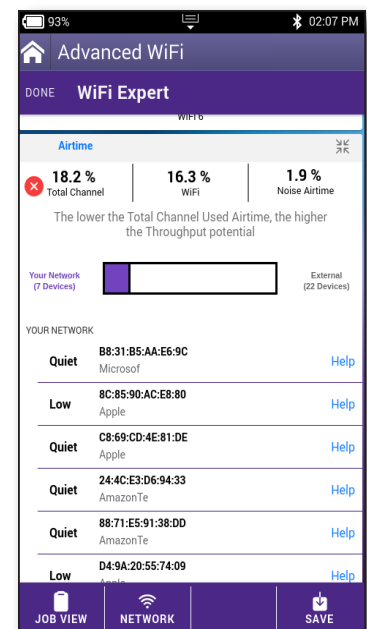 93%
02:07 PM
Advanced WiFi
DONE WiFi Expert
WIFI 6
Airtime
18.2 % 16.3 % 1.9 %
Total Channel WiFi Noise Airtime
The lower the Total Channel Used Airtime, the higher
the Throughput potential
Your Network External
(7 Devices) (22 Devices)
YOUR NETWORK
Quiet B8:31:B5:AA:E6:9C Help
Microsof
Low 8C:85:90:AC:E8:80 Help
Apple
Quiet C8:69:CD:4E:81:DE Help
Apple
Quiet 24:4C:E3:D6:94:33 Help
AmazonTe
Quiet 88:71:E5:91:38:DD Help
AmazonTe
Low D4:9A:20:55:74:09 Help
JOB VIEW NETWORK SAVE